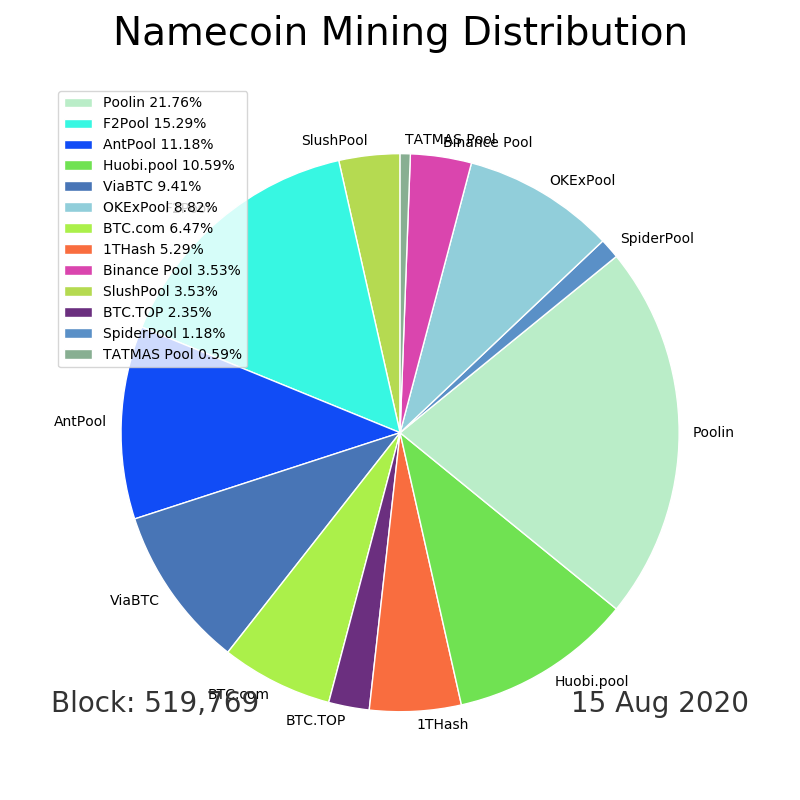 Namecoin Mining Distribution
Poolin 21.76%
F2Pool 15.29%
AntPool 11.18%
Huobi.pool 10.59%
ViaBTC 9.41%
OKExPool 8.82%
BTC.com 6.47%
1THash 5.29%
Binance Pool 3.53%
SlushPool 3.53%
BTC.TOP 2.35%
SpiderPool 1.18%
TATMAS Pool 0.59%
SlushPool
TATMAS Pool
Binance Pool
OKExPool
SpiderPool
AntPool
Poolin
ViaBTC
Huobi.pool
BTC.com
BTC.TOP
1THash
Block: 519,769
15 Aug 2020